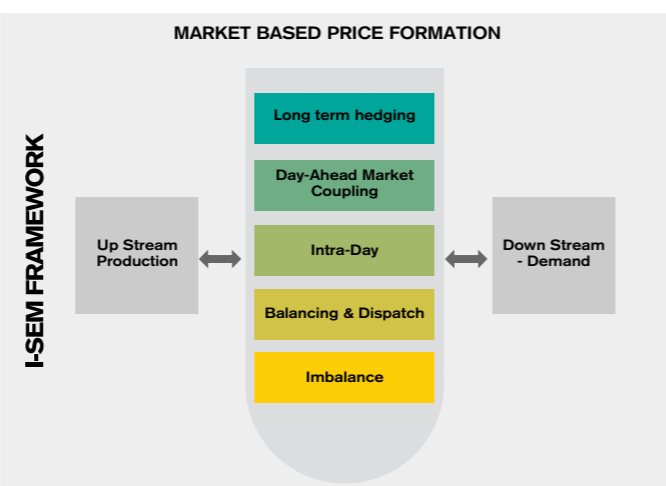 MARKET BASED PRICE FORMATION
I-SEM FRAMEWORK
Long term hedging
Day-Ahead Market
Coupling
Up Stream
Production
Intra-Day
Down Stream
- Demand
Balancing & Dispatch
Imbalance